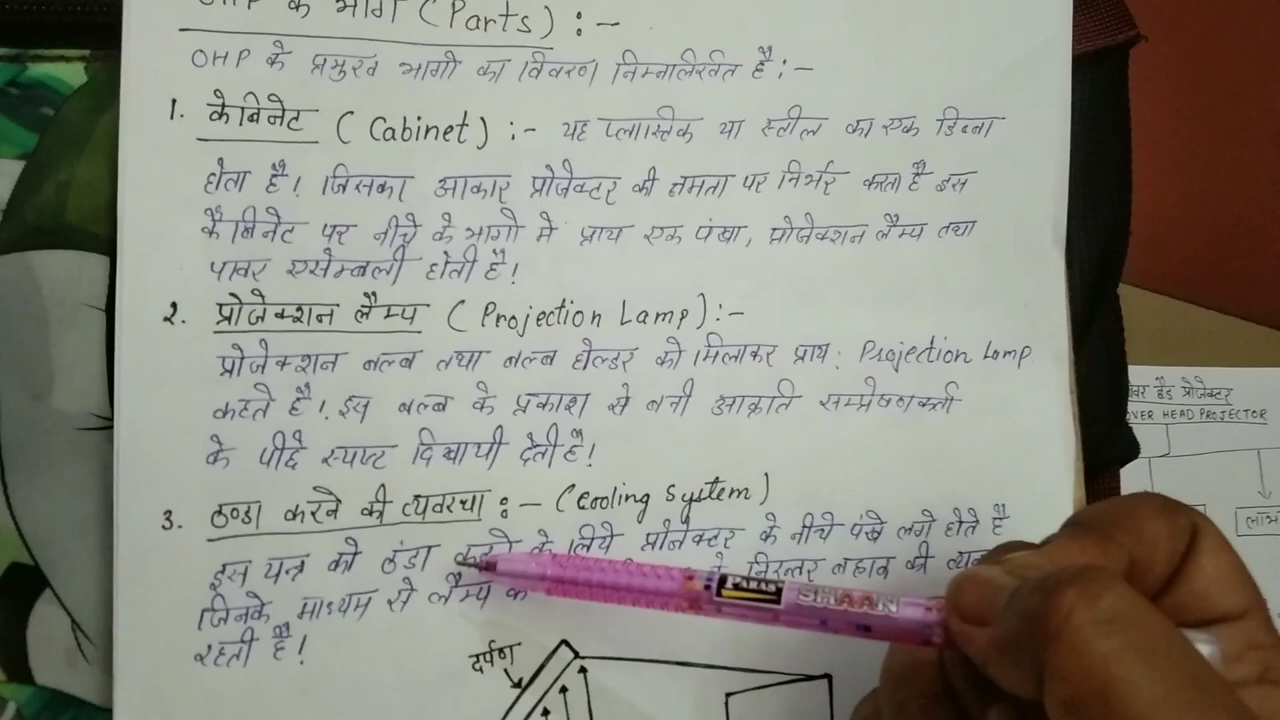 OHP के भाग (Parts) :-
OHP के प्रमुख भागो का विवरण निम्नलिखित है :-
1. केबिनेट (Cabinet) :- यह प्लास्तिक या स्टील का एक डिब्बा
होता है! जिसका आकार प्रोजेक्टर की क्षमता पर निर्भर करता है इस
कैबिनेट पर नीचे के भागो मे प्राय एक पंखा, प्रोजेक्शन लैम्प तथा
पावर एसेम्बली होती है!
2. प्रोजेक्शन लैम्प (Projection Lamp) :-
प्रोजेक्शन बल्ब तथा बल्ब होल्डर को मिलाकर प्राय: Projection Lamp
कहते है!. इस बल्ब के प्रकाश से बनी आकृति सम्प्रेषणकर्ता
के पीछे स्पष्ट दिखायी देती है!
3. ठण्डा करने की व्यवस्था :- (Cooling System)
इस यन्त्र को ठंडा करने के लिये प्रोजेक्टर के नीचे पंखे लगे होते है
जिनके माध्यम से लैम्प निरन्तर बहाव की
रहती है!
दर्पण
ओवर हैड प्रोजेक्टर
OVER HEAD PROJECTOR
लाभ
PARAS SHAAN